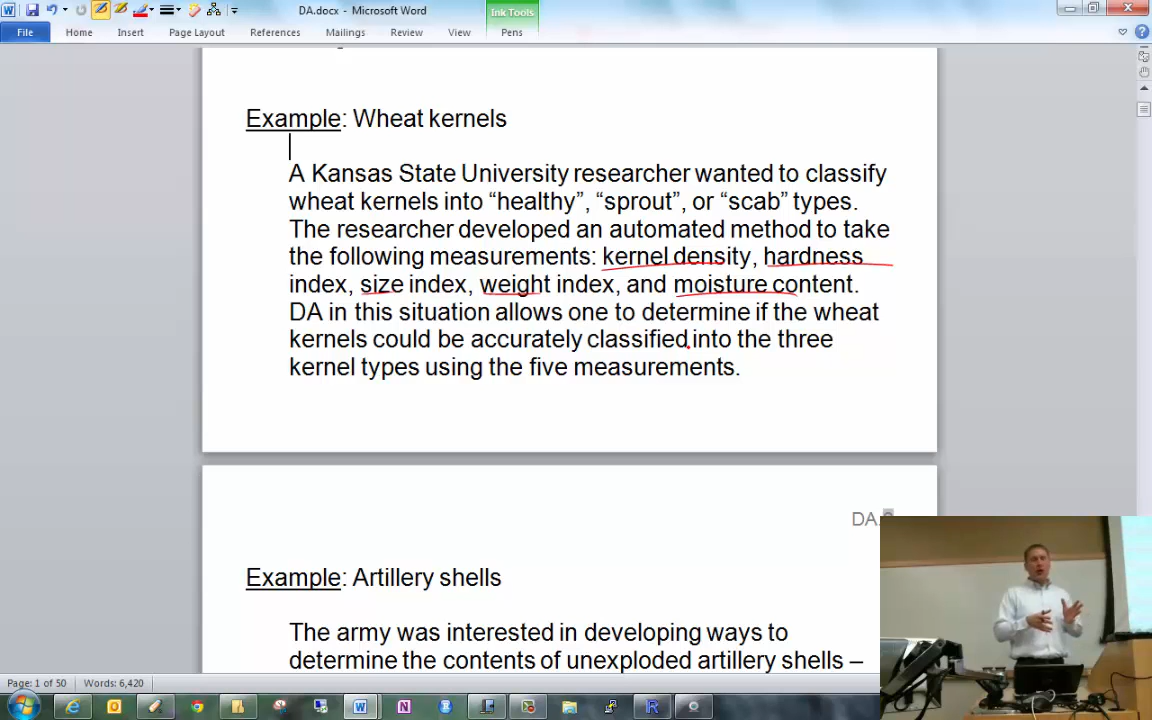 DA.docx - Microsoft Word
Ink Tools
File Home Insert Page Layout References Mailings Review View Pens
Example: Wheat kernels
A Kansas State University researcher wanted to classify
wheat kernels into “healthy”, “sprout”, or “scab” types.
The researcher developed an automated method to take
the following measurements: kernel density, hardness
index, size index, weight index, and moisture content.
DA in this situation allows one to determine if the wheat
kernels could be accurately classified into the three
kernel types using the five measurements.
DA.
Example: Artillery shells
The army was interested in developing ways to
determine the contents of unexploded artillery shells –
Page: 1 of 50 Words: 6,420